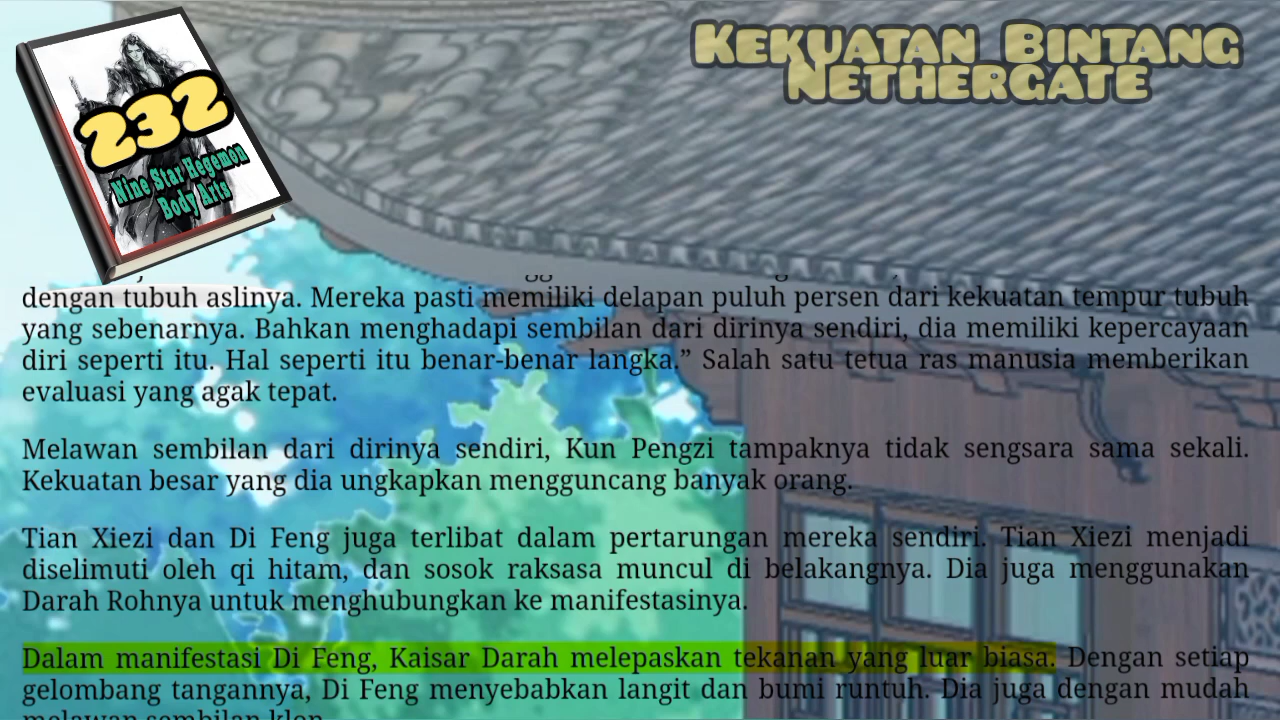 232
Nine Star Hegemon
Body Arts
Kekuatan Bintang
Nethergate
dengan tubuh aslinya. Mereka pasti memiliki delapan puluh persen dari kekuatan tempur tubuh
yang sebenarnya. Bahkan menghadapi sembilan dari dirinya sendiri, dia memiliki kepercayaan
diri seperti itu. Hal seperti itu benar-benar langka.” Salah satu tetua ras manusia memberikan
evaluasi yang agak tepat.
Melawan sembilan dari dirinya sendiri, Kun Pengzi tampaknya tidak sengsara sama sekali.
Kekuatan besar yang dia ungkapkan mengguncang banyak orang.
Tian Xiezi dan Di Feng juga terlibat dalam pertarungan mereka sendiri. Tian Xiezi menjadi
diselimuti oleh qi hitam, dan sosok raksasa muncul di belakangnya. Dia juga menggunakan
Darah Rohnya untuk menghubungkan ke manifestasinya.
Dalam manifestasi Di Feng, Kaisar Darah melepaskan tekanan yang luar biasa. Dengan setiap
gelombang tangannya, Di Feng menyebabkan langit dan bumi runtuh. Dia juga dengan mudah
melawan sembilan klon.